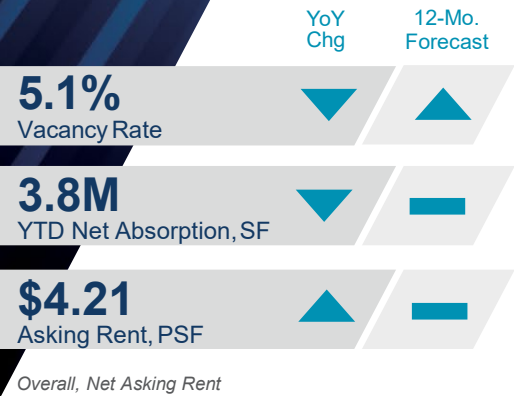 YoY
Chg
12-Mo.
Forecast
5.1%
Vacancy Rate
3.8M
YTD Net Absorption, SF
$4.21
Asking Rent, PSF
Overall, Net Asking Rent